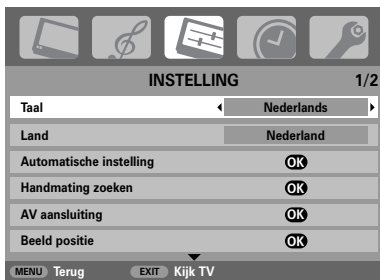 INSTELLING 1/2
Taal Nederlands
Land Nederland
Automatische instelling OK
Handmating zoeken OK
AV aansluiting OK
Beeld positie OK
MENU Terug EXIT Kijk TV